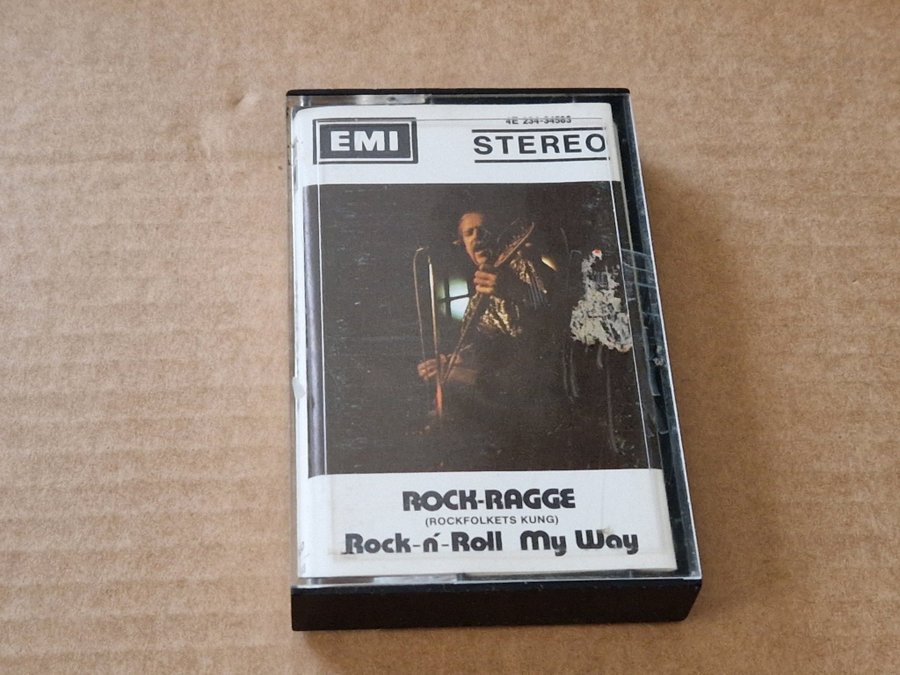 EMI
4E 234-34583
STEREO
ROCK-RAGGE
(ROCKFOLKETS KUNG)
Rock-n'-Roll My Way